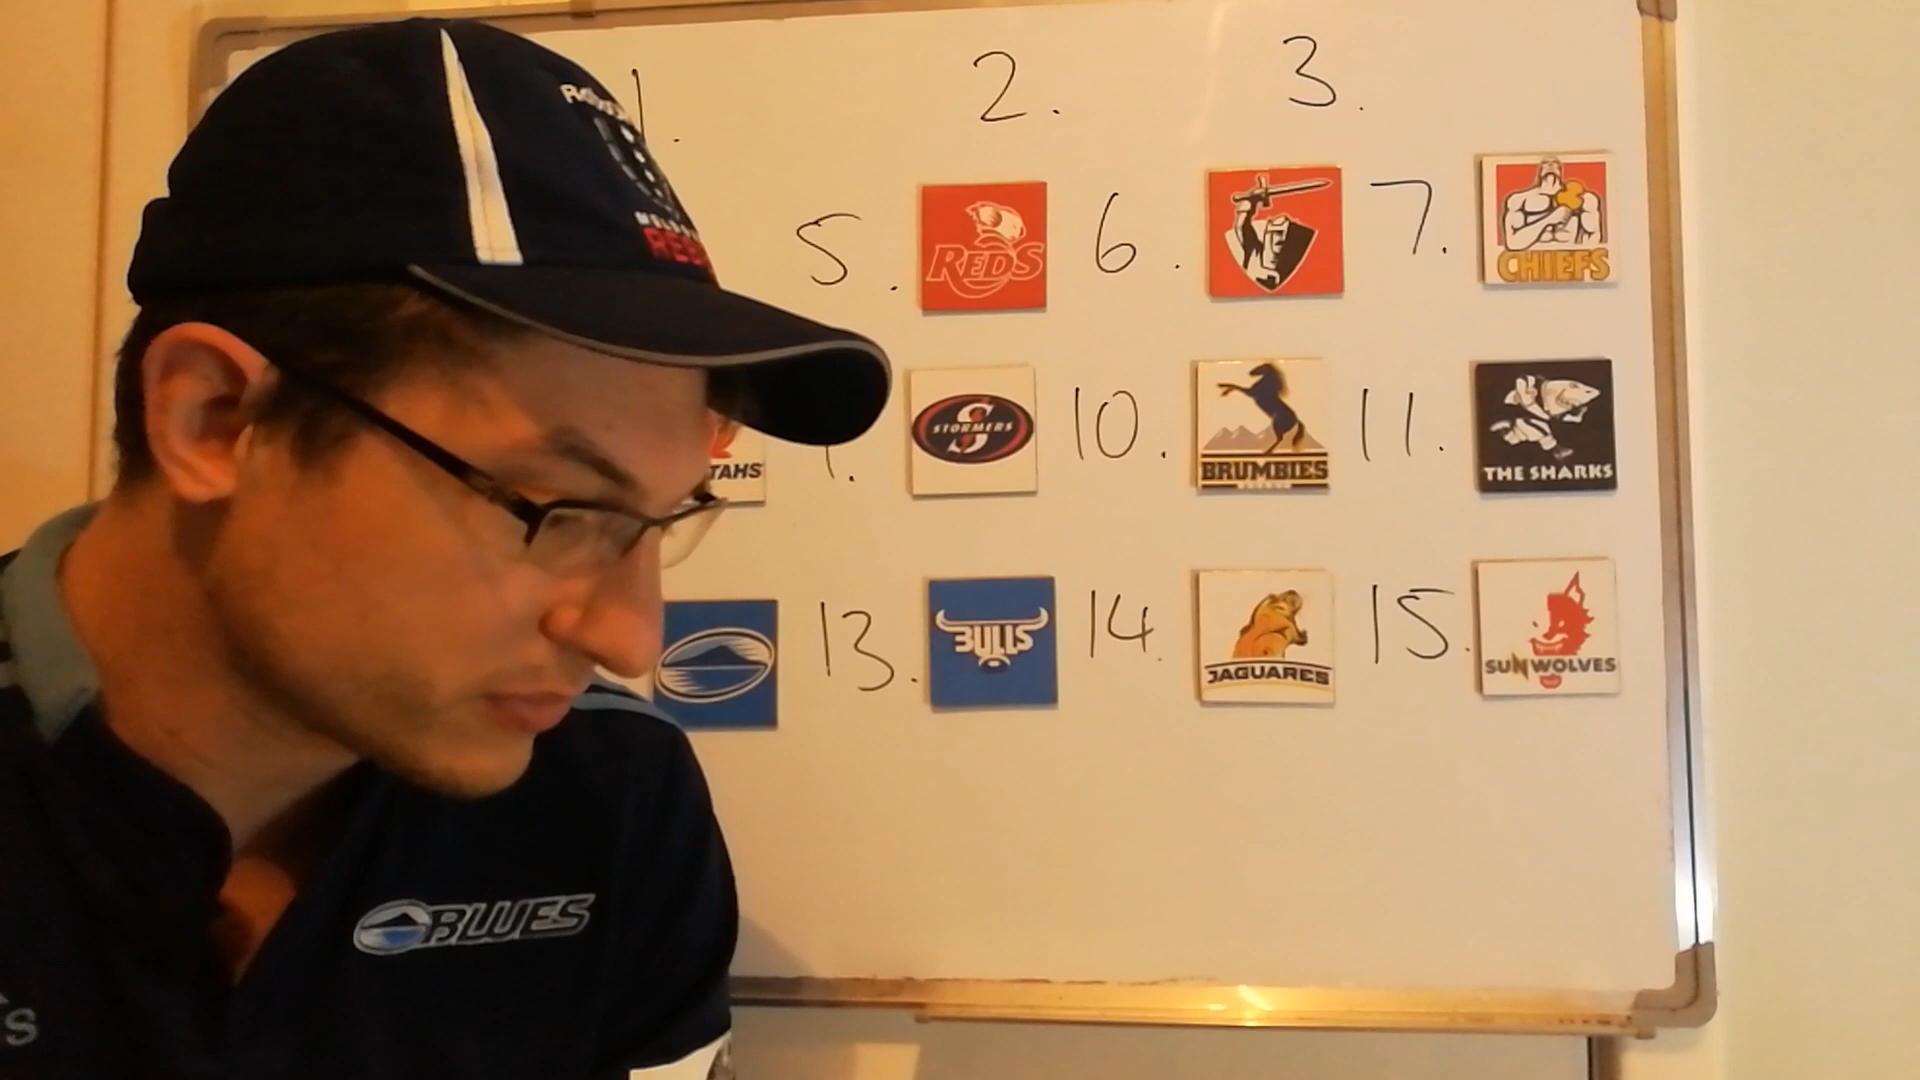 1. 2. 3.
5. REDS 6. 7. CHIEFS
TAHS STORMERS 10. BRUMBIES 11. THE SHARKS
13. BULLS 14. JAGUARES 15. SUNWOLVES
BLUES
S